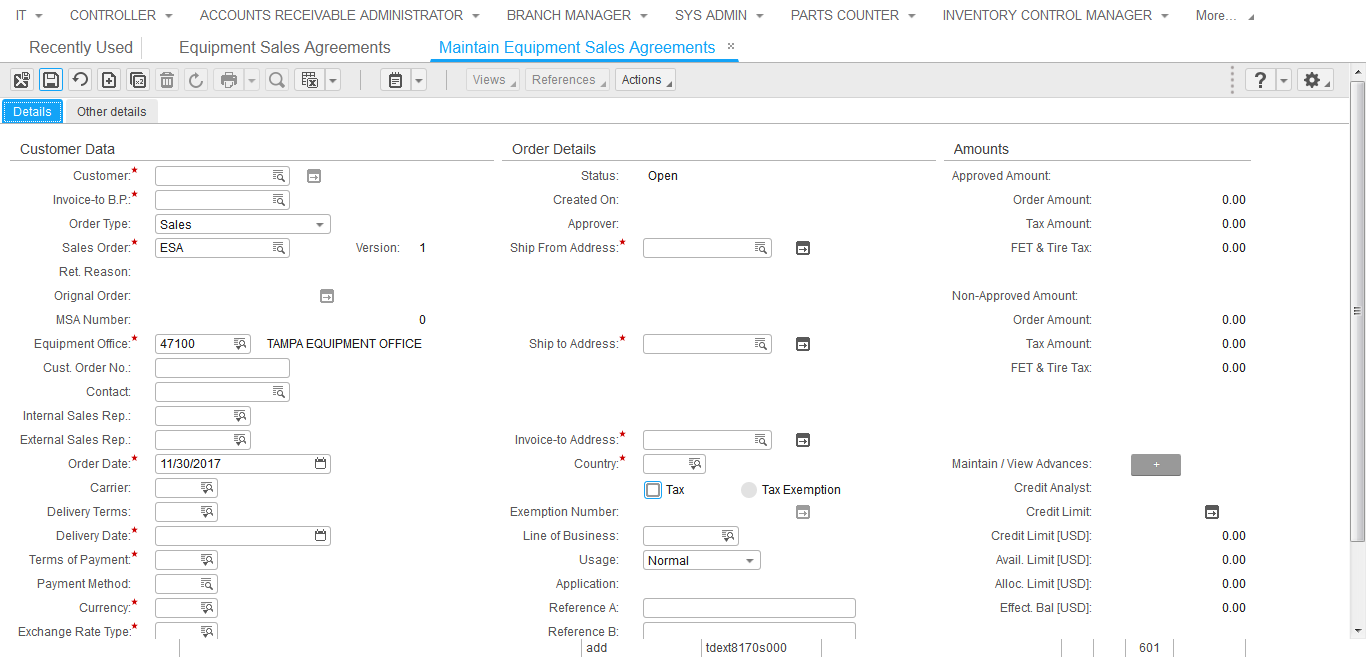 IT CONTROLLER ACCOUNTS RECEIVABLE ADMINISTRATOR BRANCH MANAGER SYS ADMIN PARTS COUNTER INVENTORY CONTROL MANAGER More...
Recently Used Equipment Sales Agreements Maintain Equipment Sales Agreements ×
Views References Actions ?
Details Other details
Customer Data Order Details Amounts
Customer:* Status: Open Approved Amount:
Invoice-to B.P.:* Created On: Order Amount: 0.00
Order Type: Sales Approver: Tax Amount: 0.00
Sales Order:* ESA Version: 1 Ship From Address:* FET & Tire Tax: 0.00
Ret. Reason:
Orignal Order: Non-Approved Amount:
MSA Number: 0 Order Amount: 0.00
Equipment Office:* 47100 TAMPA EQUIPMENT OFFICE Ship to Address:* Tax Amount: 0.00
Cust. Order No.: FET & Tire Tax: 0.00
Contact:
Internal Sales Rep.:
External Sales Rep.: Invoice-to Address:*
Order Date:* 11/30/2017 Country:* Maintain / View Advances: +
Carrier: Tax Tax Exemption Credit Analyst:
Delivery Terms: Exemption Number: Credit Limit:
Delivery Date:* Line of Business: Credit Limit [USD]: 0.00
Terms of Payment:* Usage: Normal Avail. Limit [USD]: 0.00
Payment Method: Application: Alloc. Limit [USD]: 0.00
Currency:* Reference A: Effect. Bal [USD]: 0.00
Exchange Rate Type:* Reference B:
add tdext8170s000 601